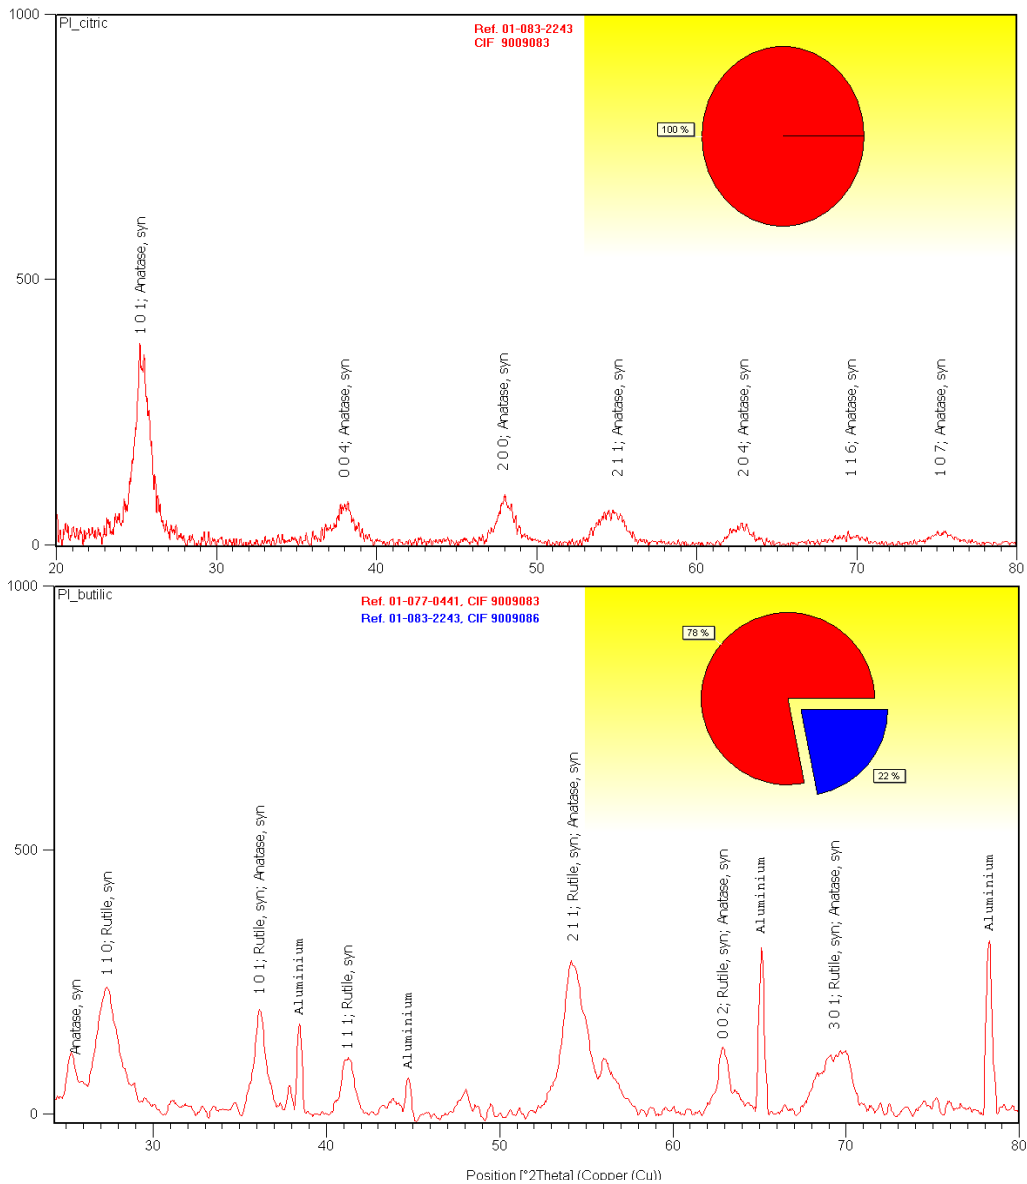 1000
PI_citric
Ref. 01-083-2243
CIF 9009083
100 %
500
0
1 0 1; Anatase, syn
0 0 4; Anatase, syn
2 0 0; Anatase, syn
2 1 1; Anatase, syn
2 0 4; Anatase, syn
1 1 6; Anatase, syn
1 0 7; Anatase, syn
20 30 40 50 60 70 80
1000
PI_butilic
Ref. 01-077-0441, CIF 9009083
Ref. 01-083-2243, CIF 9009086
78 %
22 %
500
0
Anatase, syn
1 1 0; Rutile, syn
1 0 1; Rutile, syn; Anatase, syn
Aluminium
1 1 1; Rutile, syn
Aluminium
2 1 1; Rutile, syn; Anatase, syn
0 0 2; Rutile, syn; Anatase, syn
Aluminium
3 0 1; Rutile, syn; Anatase, syn
Aluminium
30 40 50 60 70 80
Position [°2Theta] (Copper (Cu))